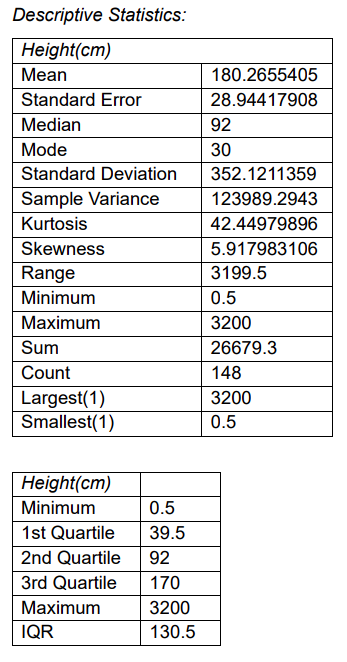 Descriptive Statistics:
Height(cm)
Mean 180.2655405
Standard Error 28.94417908
Median 92
Mode 30
Standard Deviation 352.1211359
Sample Variance 123989.2943
Kurtosis 42.44979896
Skewness 5.917983106
Range 3199.5
Minimum 0.5
Maximum 3200
Sum 26679.3
Count 148
Largest(1) 3200
Smallest(1) 0.5
Height(cm)
Minimum 0.5
1st Quartile 39.5
2nd Quartile 92
3rd Quartile 170
Maximum 3200
IQR 130.5